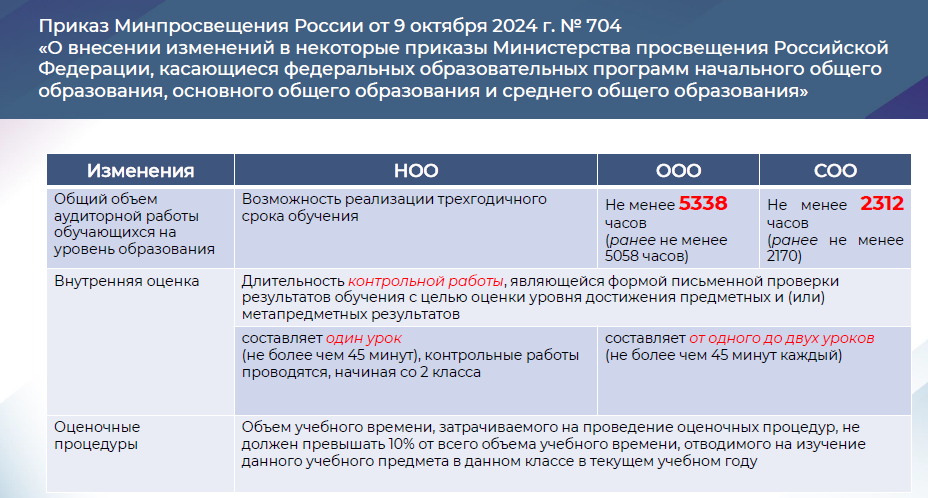 Приказ Минпросвещения России от 9 октября 2024 г. № 704
«О внесении изменений в некоторые приказы Министерства просвещения Российской
Федерации, касающиеся федеральных образовательных программ начального общего
образования, основного общего образования и среднего общего образования»
Изменения
НОО
ООО
СОО
Общий объем
аудиторной работы
обучающихся на
уровень образования
Возможность реализации трехгодичного
срока обучения
Не менее 5338
часов
(ранее не менее
5058 часов)
Не менее 2312
часов
(ранее не менее
2170)
Внутренняя оценка
Длительность контрольной работы, являющейся формой письменной проверки
результатов обучения с целью оценки уровня достижения предметных и (или)
метапредметных результатов
составляет один урок
(не более чем 45 минут), контрольные работы
проводятся, начиная со 2 класса
составляет от одного до двух уроков
(не более чем 45 минут каждый)
Оценочные
процедуры
Объем учебного времени, затрачиваемого на проведение оценочных процедур, не
должен превышать 10% от всего объема учебного времени, отводимого на изучение
данного учебного предмета в данном классе в текущем учебном году